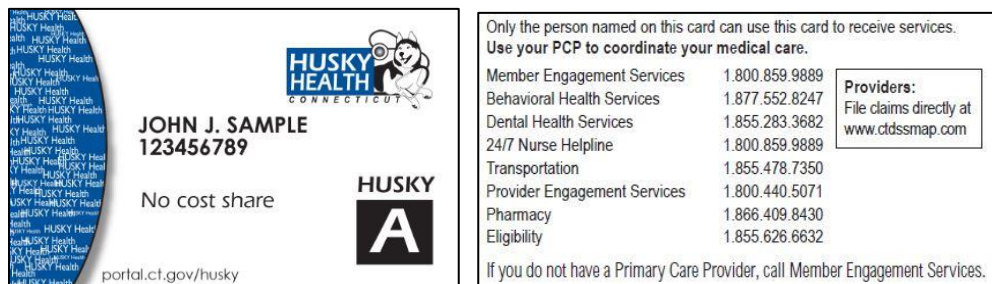 HUSKY
HEALTH
CONNECTICUT
JOHN J. SAMPLE
123456789
No cost share
HUSKY
A
portal.ct.gov/husky
Only the person named on this card can use this card to receive services.
Use your PCP to coordinate your medical care.
Member Engagement Services 1.800.859.9889
Behavioral Health Services 1.877.552.8247
Dental Health Services 1.855.283.3682
24/7 Nurse Helpline 1.800.859.9889
Transportation 1.855.478.7350
Provider Engagement Services 1.800.440.5071
Pharmacy 1.866.409.8430
Eligibility 1.855.626.6632
Providers:
File claims directly at
www.ctdssmap.com
If you do not have a Primary Care Provider, call Member Engagement Services.